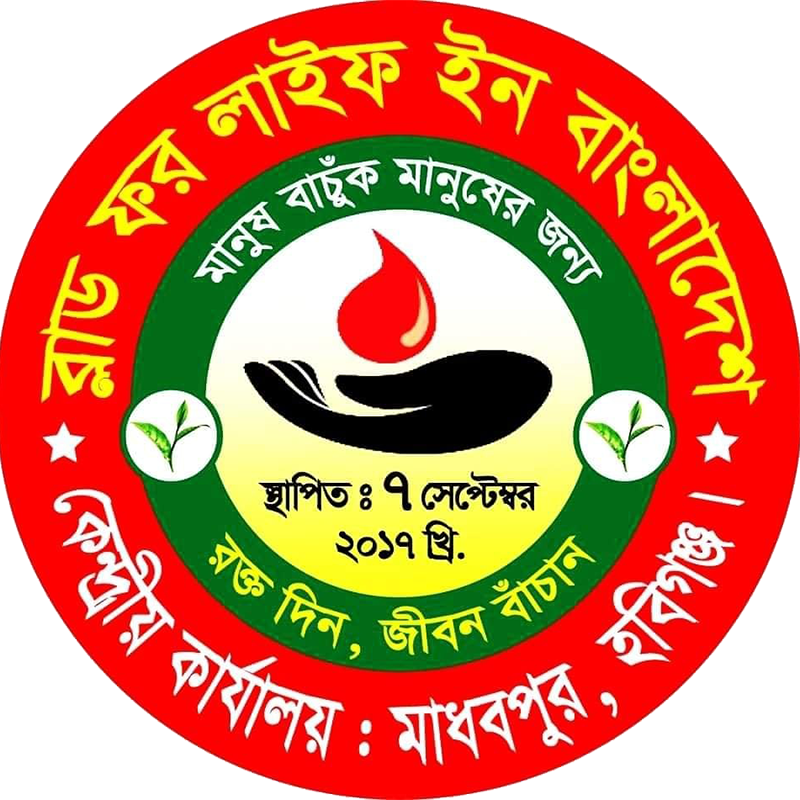 ব্লাড ফর লাইফ ইন বাংলাদেশ
মানুষ বাচুঁক মানুষের জন্য
স্থাপিত ঃ ৭ সেপ্টেম্বর
২০১৭ খ্রি.
রক্ত দিন, জীবন বাঁচান
কেন্দ্রীয় কার্যালয় : মাধবপুর, হবিগঞ্জ।